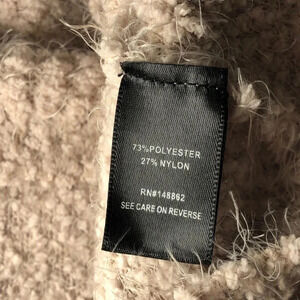 73%POLYESTER
27% NYLON
RN#148862
SEE CARE ON REVERSE